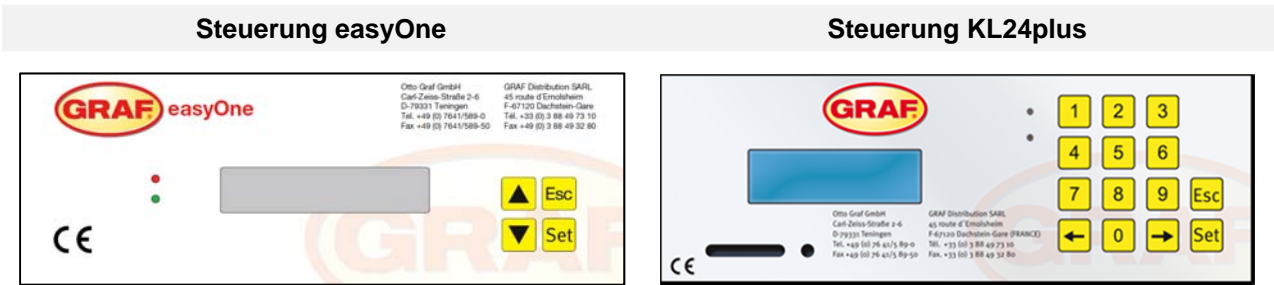 Steuerung easyOne
Steuerung KL24plus
GRAF easyOne
Otto Graf GmbH
Carl-Zeiss-Straße 2-6
D-79331 Teningen
Tel. +49 (0) 7641/589-0
Fax +49 (0) 7641/589-50
GRAF Distribution SARL
45 route d'Ernolsheim
F-67120 Dachstein-Gare
Tél. +33 (0) 3 88 49 73 10
Fax +49 (0) 3 88 49 32 80
▲ Esc
▼ Set
CE
GRAF
GRAF
1 2 3
4 5 6
7 8 9 Esc
← 0 → Set
Otto Graf GmbH
Carl-Zeiss-Straße 2-6
D-79331 Teningen
Tel. +49 (0) 76 41/5 89-0
Fax +49 (0) 76 41/5 89-50
GRAF Distribution SARL
45 route d'Ernolsheim
F-67120 Dachstein-Gare (FRANCE)
Tél. +33 (0) 3 88 49 73 10
Fax. +33 (0) 3 88 49 32 80
CE
GRAF